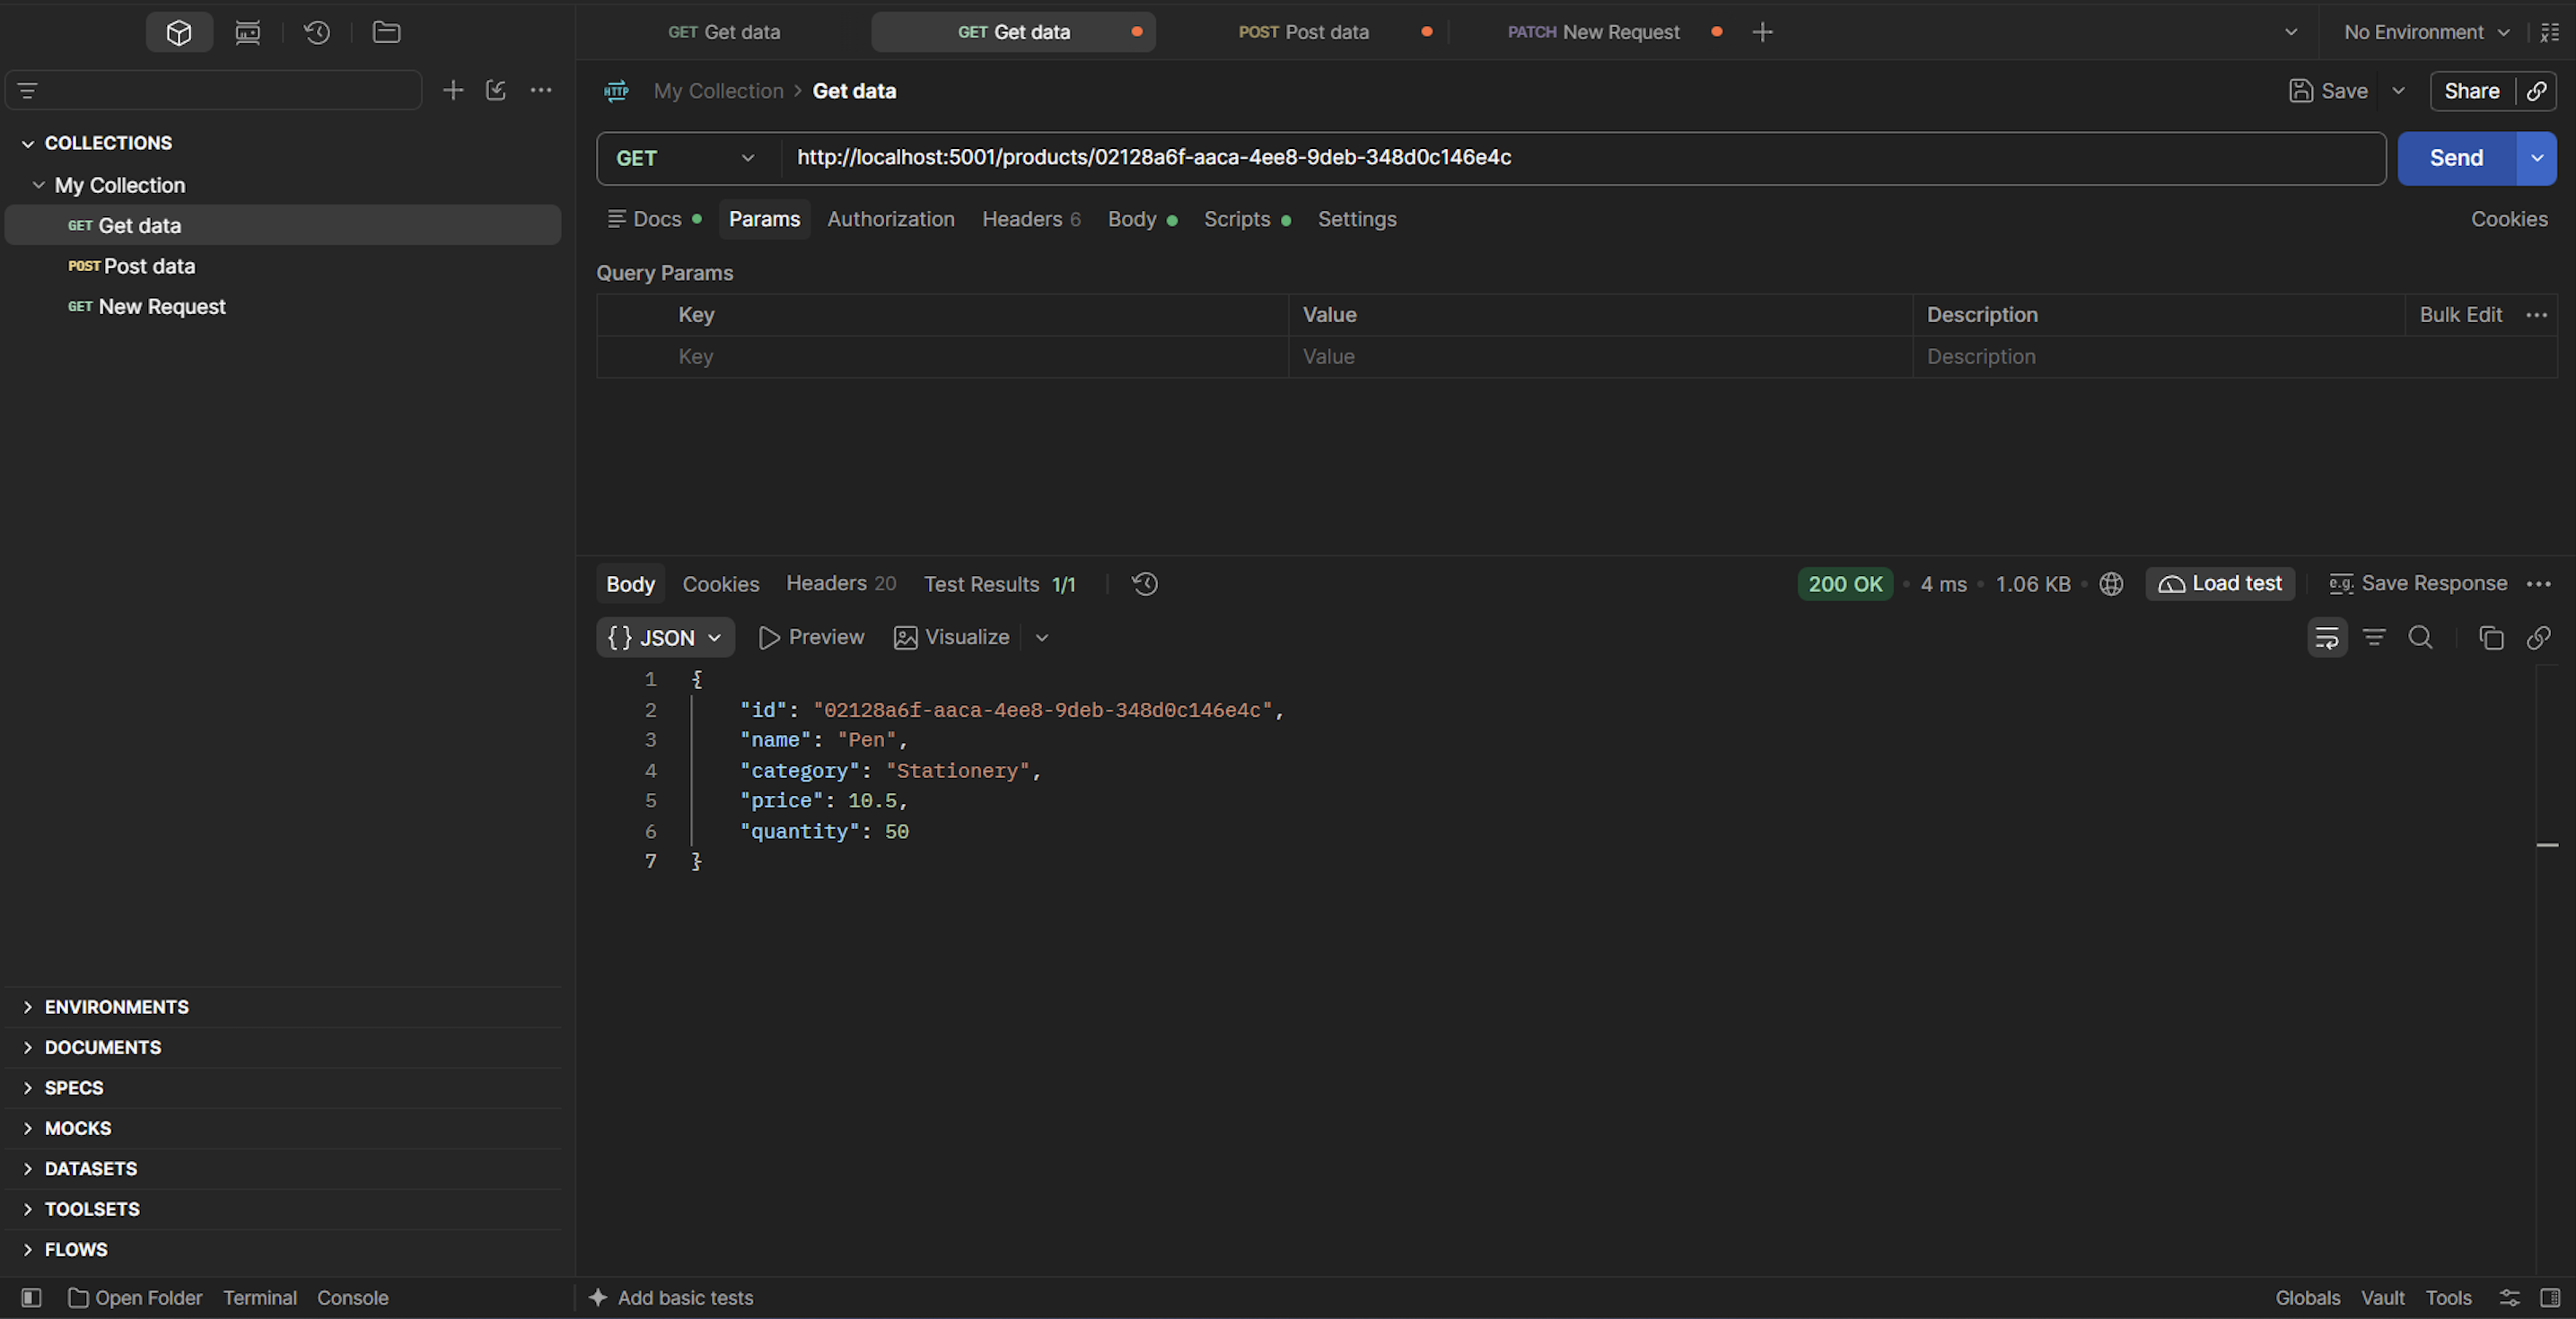 GET Get data
GET Get data
POST Post data
PATCH New Request
No Environment
HTTP
My Collection > Get data
Save
Share
COLLECTIONS
My Collection
GET Get data
POST Post data
GET New Request
GET
http://localhost:5001/products/02128a6f-aaca-4ee8-9deb-348d0c146e4c
Send
Docs
Params
Authorization
Headers 6
Body
Scripts
Settings
Cookies
Query Params
Key Value Description Bulk Edit
Key Value Description
Body
Cookies
Headers 20
Test Results 1/1
200 OK
4 ms
1.06 KB
Load test
e.g. Save Response
{} JSON
Preview
Visualize
1 {
2 "id": "02128a6f-aaca-4ee8-9deb-348d0c146e4c",
3 "name": "Pen",
4 "category": "Stationery",
5 "price": 10.5,
6 "quantity": 50
7 }
ENVIRONMENTS
DOCUMENTS
SPECS
MOCKS
DATASETS
TOOLSETS
FLOWS
Open Folder
Terminal
Console
Add basic tests
Globals
Vault
Tools